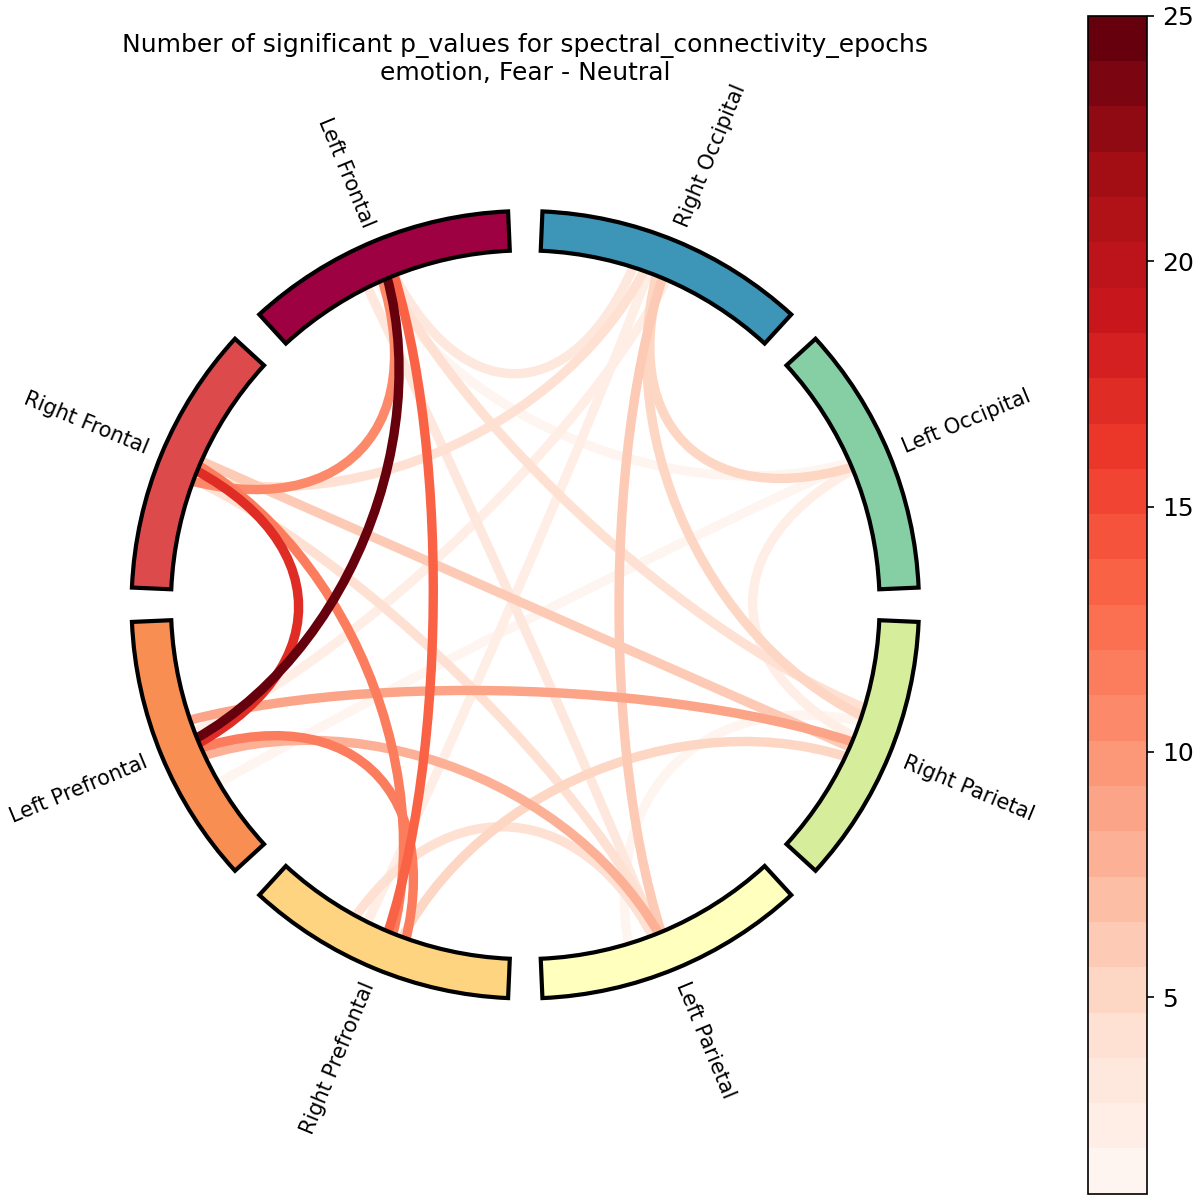 Number of significant p_values for spectral_connectivity_epochs
emotion, Fear - Neutral
Left Frontal
Right Occipital
Right Frontal
Left Occipital
Left Prefrontal
Right Parietal
Right Prefrontal
Left Parietal
25
20
15
10
5